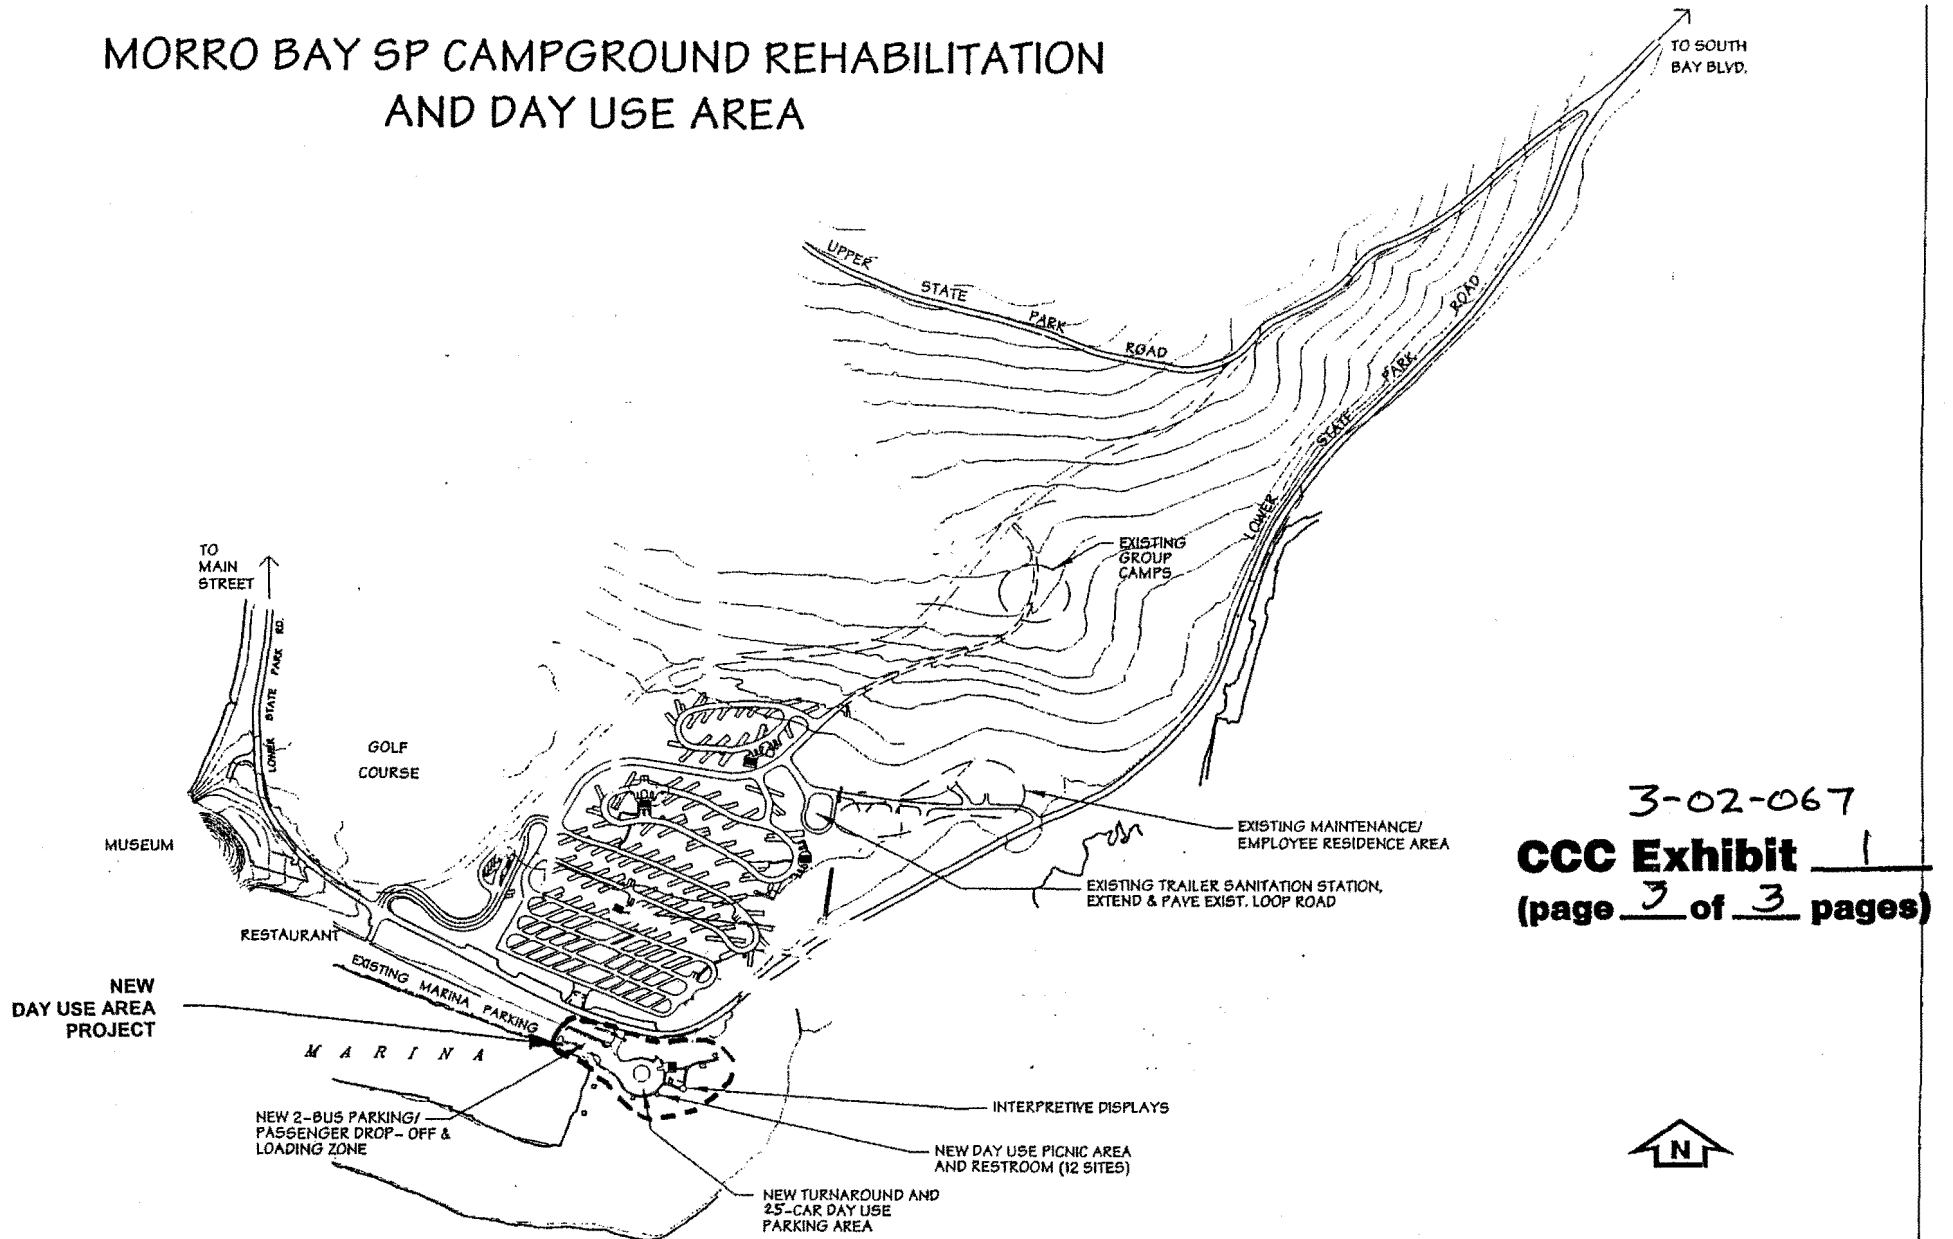 MORRO BAY SP CAMPGROUND REHABILITATION
AND DAY USE AREA
TO SOUTH
BAY BLVD.
UPPER STATE PARK ROAD
LOWER STATE PARK ROAD
EXISTING
GROUP
CAMPS
TO
MAIN
STREET
LOWER STATE PARK RD.
GOLF
COURSE
MUSEUM
RESTAURANT
EXISTING MARINA PARKING
NEW
DAY USE AREA
PROJECT
MARINA
EXISTING MAINTENANCE/
EMPLOYEE RESIDENCE AREA
EXISTING TRAILER SANITATION STATION,
EXTEND & PAVE EXIST. LOOP ROAD
3-02-067
CCC Exhibit 1
(page 3 of 3 pages)
INTERPRETIVE DISPLAYS
NEW 2-BUS PARKING/
PASSENGER DROP-OFF &
LOADING ZONE
NEW DAY USE PICNIC AREA
AND RESTROOM (12 SITES)
NEW TURNAROUND AND
25-CAR DAY USE
PARKING AREA
N